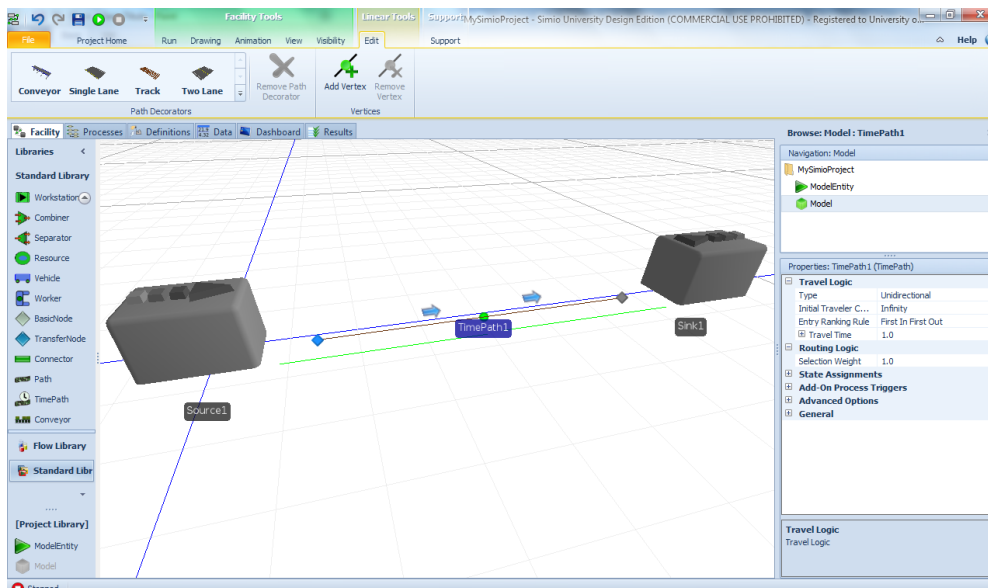 Facility Tools
Linear Tools
Support
MySimioProject - Simio University Design Edition (COMMERCIAL USE PROHIBITED) - Registered to University o...
File
Project Home
Run
Drawing
Animation
View
Visibility
Edit
Support
Help
Conveyor
Single Lane
Track
Two Lane
Remove Path
Decorator
Add Vertex
Remove
Vertex
Path Decorators
Vertices
Facility
Processes
Definitions
Data
Dashboard
Results
Browse: Model : TimePath1
Libraries
Standard Library
Workstation
Combiner
Separator
Resource
Vehicle
Worker
BasicNode
TransferNode
Connector
Path
TimePath
Conveyor
Flow Library
Standard Libr
[Project Library]
ModelEntity
Model
Source1
TimePath1
Sink1
Navigation: Model
MySimioProject
ModelEntity
Model
Properties: TimePath1 (TimePath)
Travel Logic
Type Unidirectional
Initial Traveler C... Infinity
Entry Ranking Rule First In First Out
Travel Time 1.0
Routing Logic
Selection Weight 1.0
State Assignments
Add-On Process Triggers
Advanced Options
General
Travel Logic
Travel Logic
Stopped